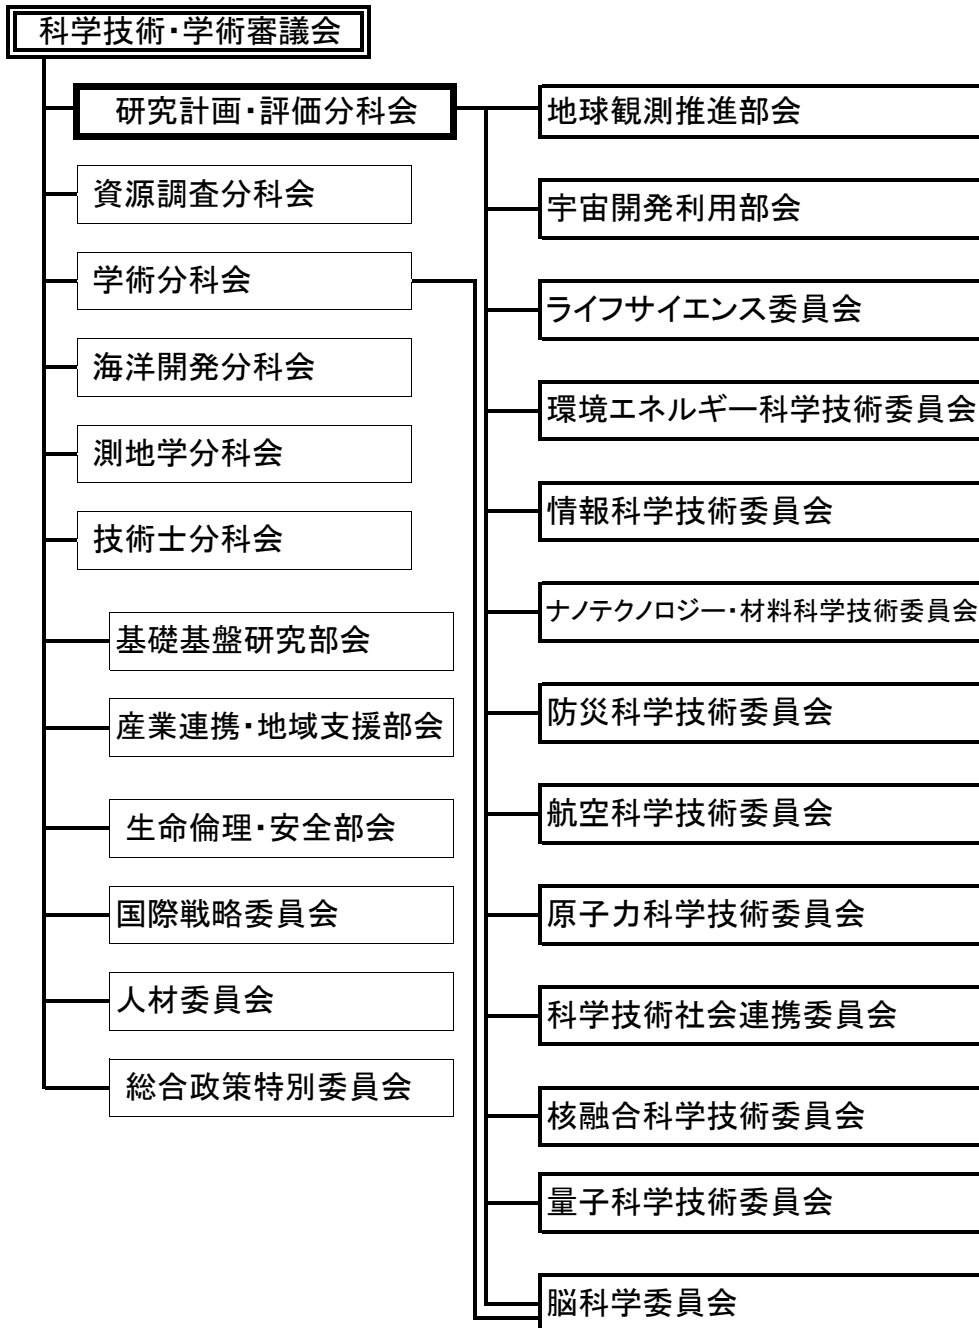 科学技術・学術審議会
研究計画・評価分科会
資源調査分科会
学術分科会
海洋開発分科会
測地学分科会
技術士分科会
基礎基盤研究部会
産業連携・地域支援部会
生命倫理・安全部会
国際戦略委員会
人材委員会
総合政策特別委員会
地球観測推進部会
宇宙開発利用部会
ライフサイエンス委員会
環境エネルギー科学技術委員会
情報科学技術委員会
ナノテクノロジー・材料科学技術委員会
防災科学技術委員会
航空科学技術委員会
原子力科学技術委員会
科学技術社会連携委員会
核融合科学技術委員会
量子科学技術委員会
脳科学委員会